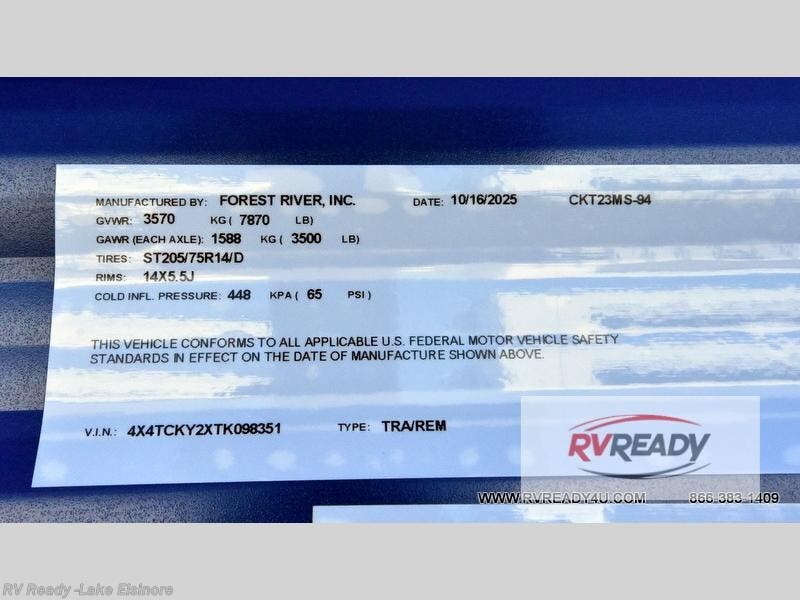 MANUFACTURED BY: FOREST RIVER, INC. DATE: 10/16/2025 CKT23MS-94
GVWR: 3570 KG ( 7870 LB)
GAWR (EACH AXLE): 1588 KG ( 3500 LB)
TIRES: ST205/75R14/D
RIMS: 14X5.5J
COLD INFL. PRESSURE: 448 KPA ( 65 PSI )
THIS VEHICLE CONFORMS TO ALL APPLICABLE U.S. FEDERAL MOTOR VEHICLE SAFETY
STANDARDS IN EFFECT ON THE DATE OF MANUFACTURE SHOWN ABOVE.
V.I.N.: 4X4TCKY2XTK098351 TYPE: TRA/REM
RVREADY
WWW.RVREADY4U.COM 866-383-1409
RV Ready -Lake Elsinore